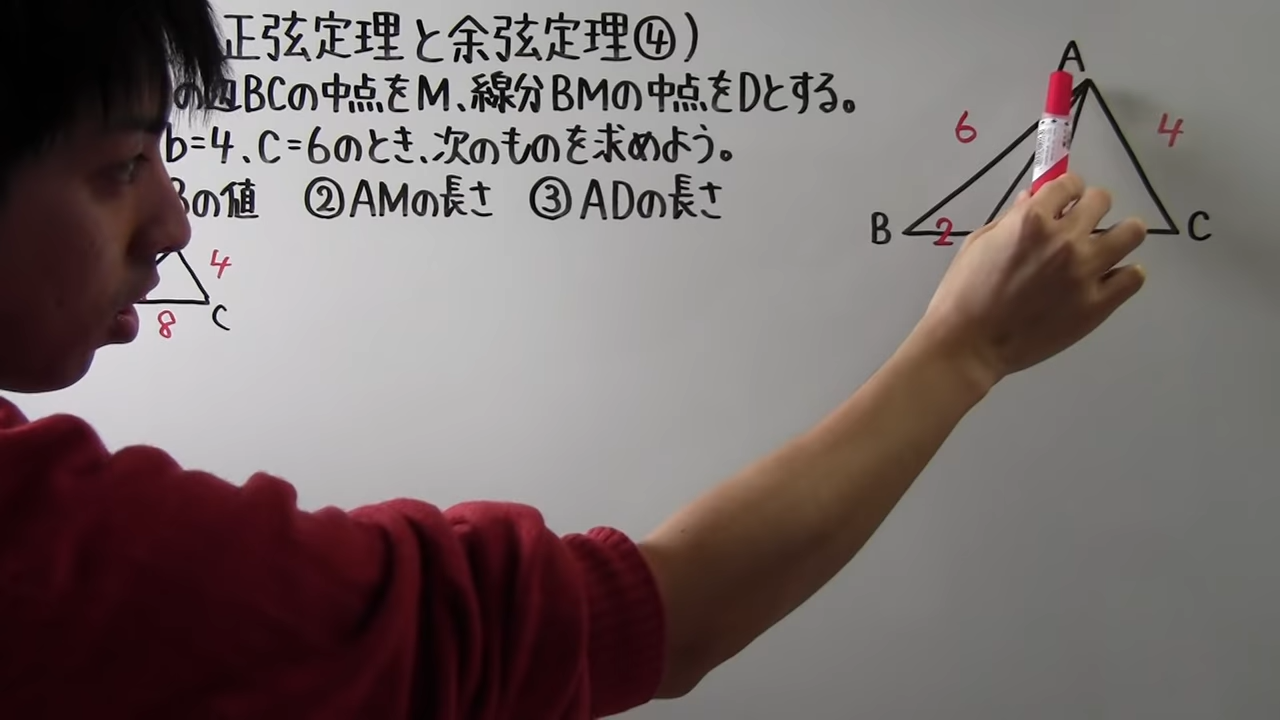 正弦定理と余弦定理④)
の辺BCの中点をM、線分BMの中点をDとする。
b=4、C=6のとき、次のものを求めよう。
Bの値 ②AMの長さ ③ADの長さ
4
8
C
A
6
4
B
2
C